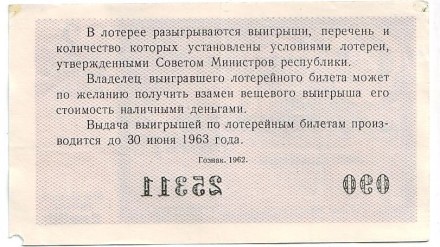 В лотерее разыгрываются выигрыши, перечень и
количество которых установлены условиями лотереи,
утвержденными Советом Министров республики.
Владелец выигравшего лотерейного билета может
по желанию получить взамен вещевого выигрыша его
стоимость наличными деньгами.
Выдача выигрышей по лотерейным билетам произ-
водится до 30 июня 1963 года.
Гознак. 1962.
25311 090